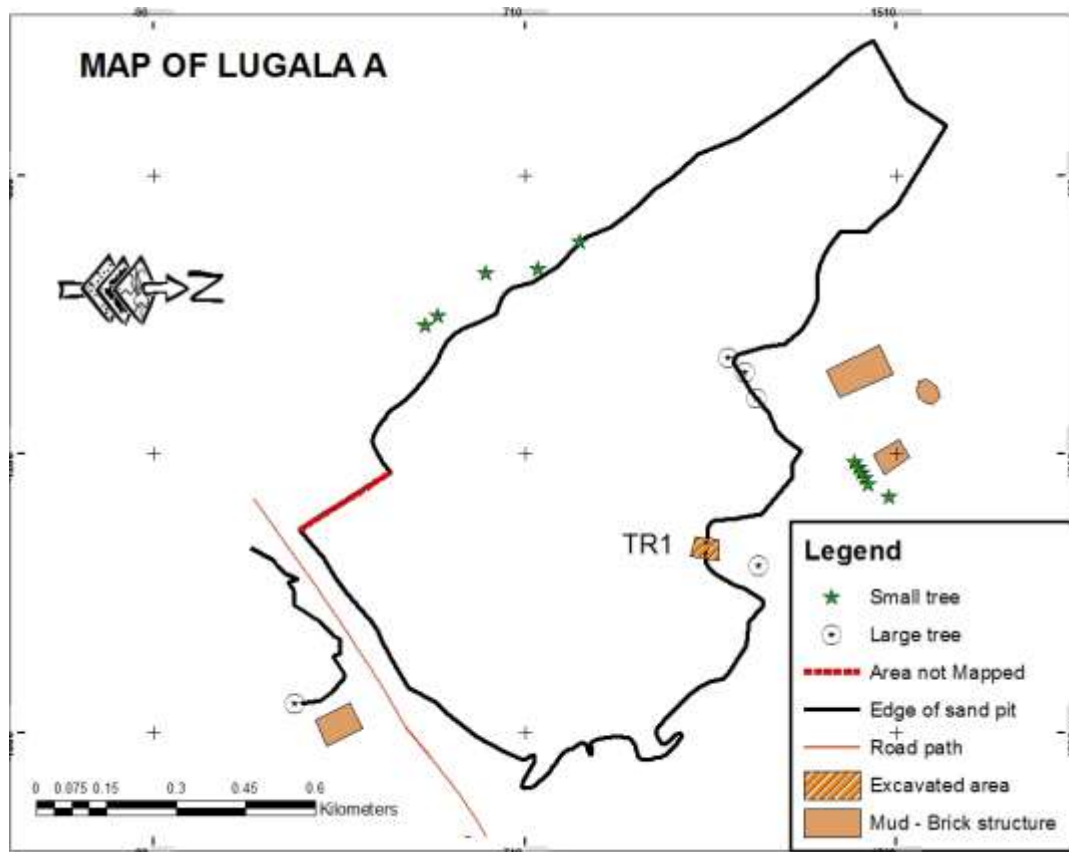 710
1510
MAP OF LUGALA A
N
TR1
Legend
Small tree
Large tree
Area not Mapped
Edge of sand pit
Road path
Excavated area
Mud - Brick structure
0 0.075 0.15 0.3 0.45 0.6
Kilometers